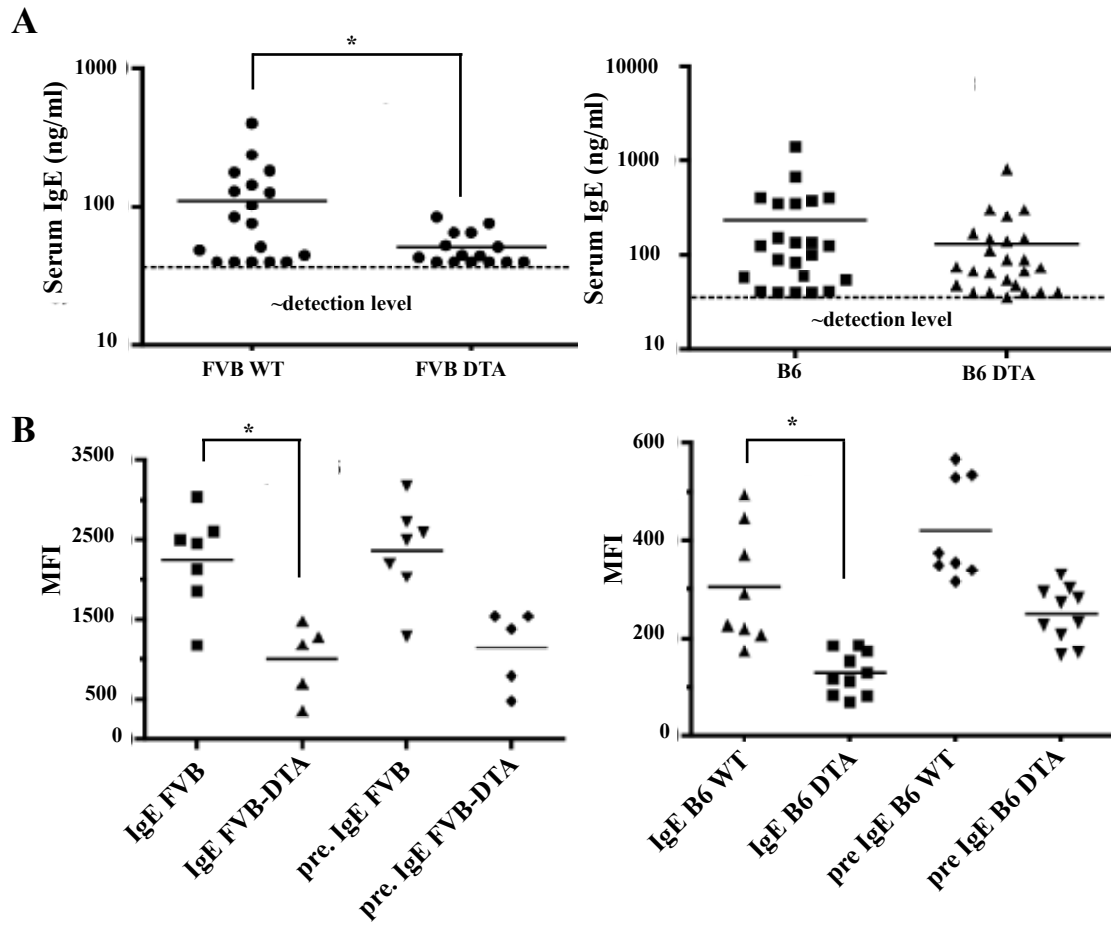 A
*
Serum IgE (ng/ml)
1000
100
10
~detection level
FVB WT
FVB DTA
Serum IgE (ng/ml)
10000
1000
100
10
~detection level
B6
B6 DTA
B
*
MFI
3500
2500
1500
500
0
IgE FVB
IgE FVB-DTA
pre. IgE FVB
pre. IgE FVB-DTA
*
MFI
600
400
200
0
IgE B6 WT
IgE B6 DTA
pre IgE B6 WT
pre IgE B6 DTA